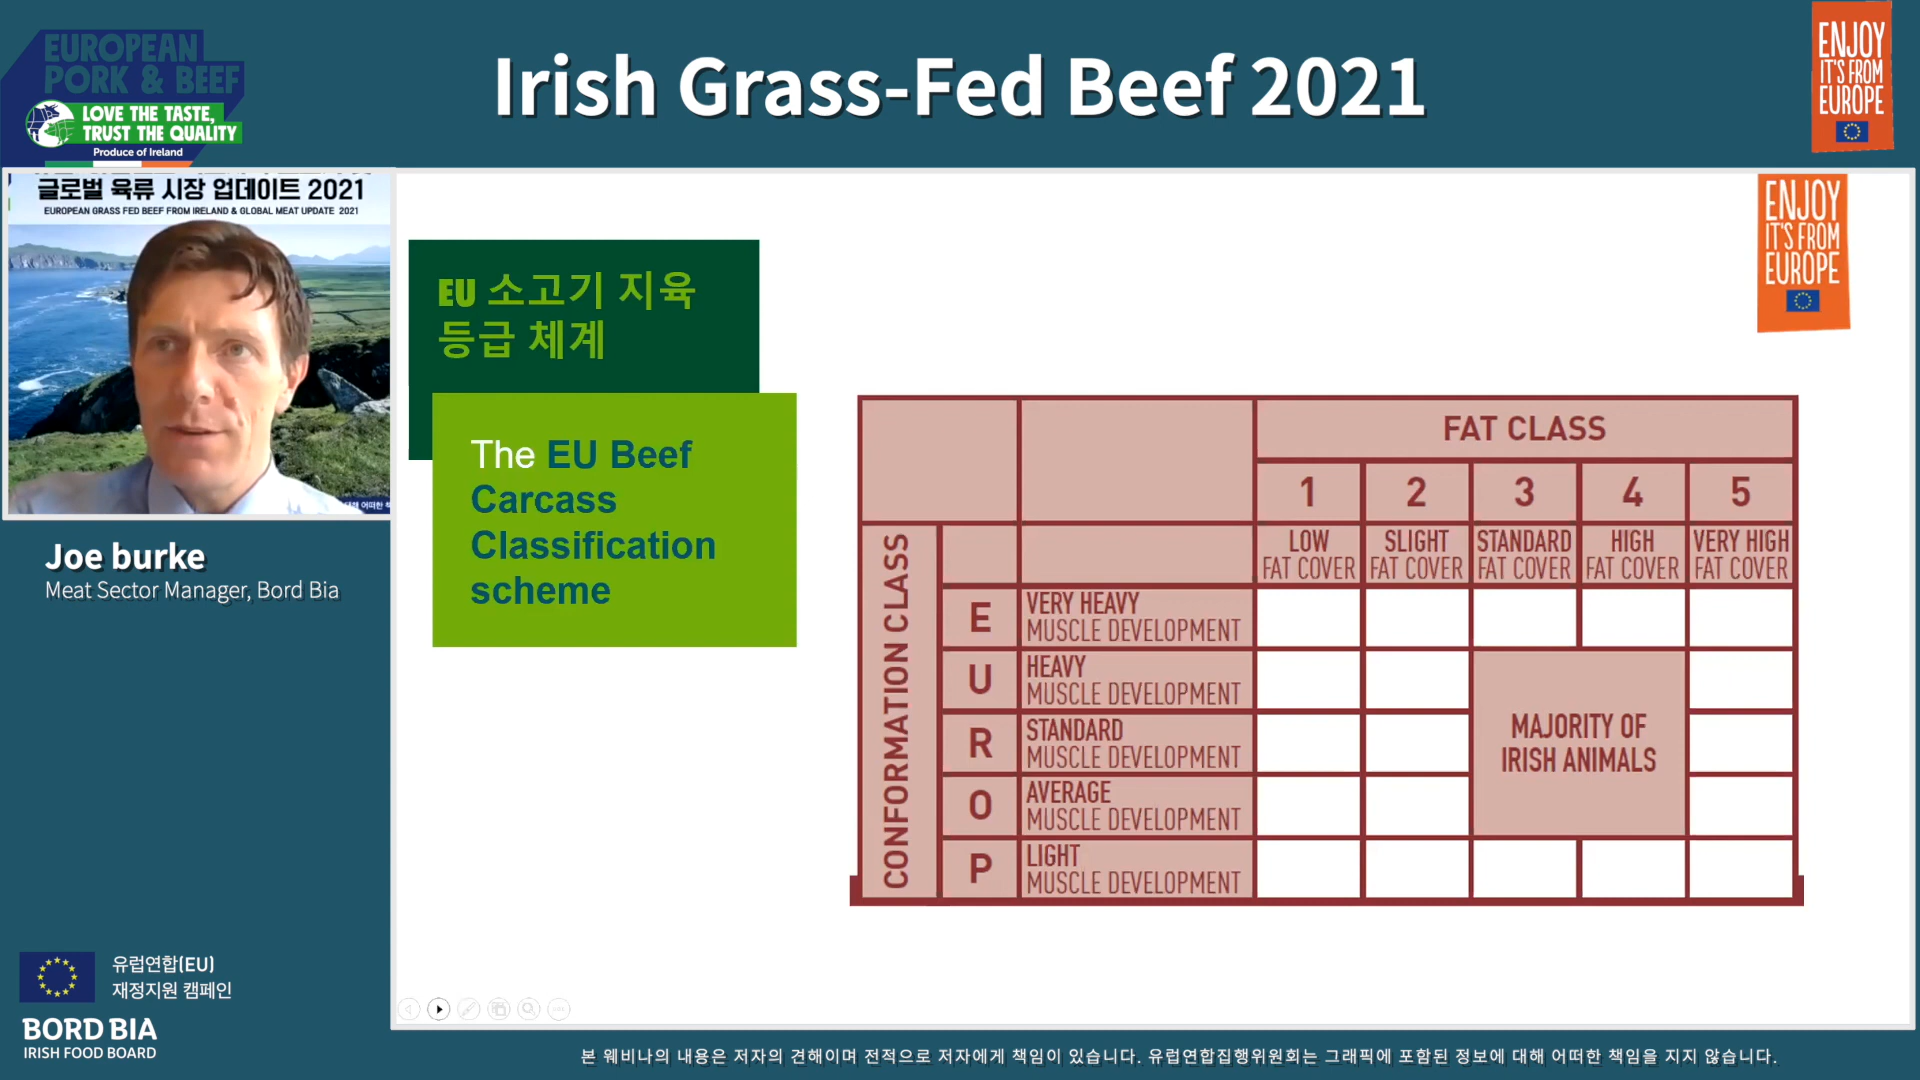 EUROPEAN
PORK & BEEF
LOVE THE TASTE,
TRUST THE QUALITY
Produce of Ireland
Irish Grass-Fed Beef 2021
ENJOY
IT'S FROM
EUROPE
글로벌 육류 시장 업데이트 2021
EUROPEAN GRASS FED BEEF FROM IRELAND & GLOBAL MEAT UPDATE 2021
Joe burke
Meat Sector Manager, Bord Bia
EU 소고기 지육
등급 체계
The EU Beef
Carcass
Classification
scheme
ENJOY
IT'S FROM
EUROPE
FAT CLASS
1 2 3 4 5
LOW SLIGHT STANDARD HIGH VERY HIGH
FAT COVER FAT COVER FAT COVER FAT COVER FAT COVER
CONFORMATION CLASS
E VERY HEAVY
MUSCLE DEVELOPMENT
U HEAVY
MUSCLE DEVELOPMENT
R STANDARD
MUSCLE DEVELOPMENT
O AVERAGE
MUSCLE DEVELOPMENT
P LIGHT
MUSCLE DEVELOPMENT
MAJORITY OF
IRISH ANIMALS
유럽연합(EU)
재정지원 캠페인
BORD BIA
IRISH FOOD BOARD
본 웨비나의 내용은 저자의 견해이며 전적으로 저자에게 책임이 있습니다. 유럽연합집행위원회는 그래픽에 포함된 정보에 대해 어떠한 책임을 지지 않습니다.